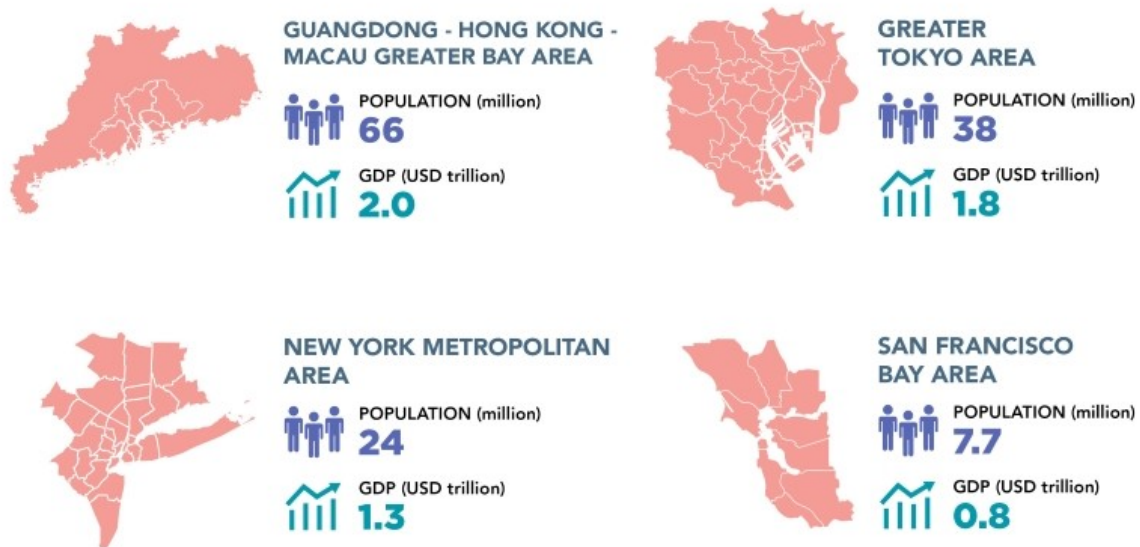 GUANGDONG - HONG KONG -
MACAU GREATER BAY AREA
POPULATION (million)
66
GDP (USD trillion)
2.0
GREATER
TOKYO AREA
POPULATION (million)
38
GDP (USD trillion)
1.8
NEW YORK METROPOLITAN
AREA
POPULATION (million)
24
GDP (USD trillion)
1.3
SAN FRANCISCO
BAY AREA
POPULATION (million)
7.7
GDP (USD trillion)
0.8